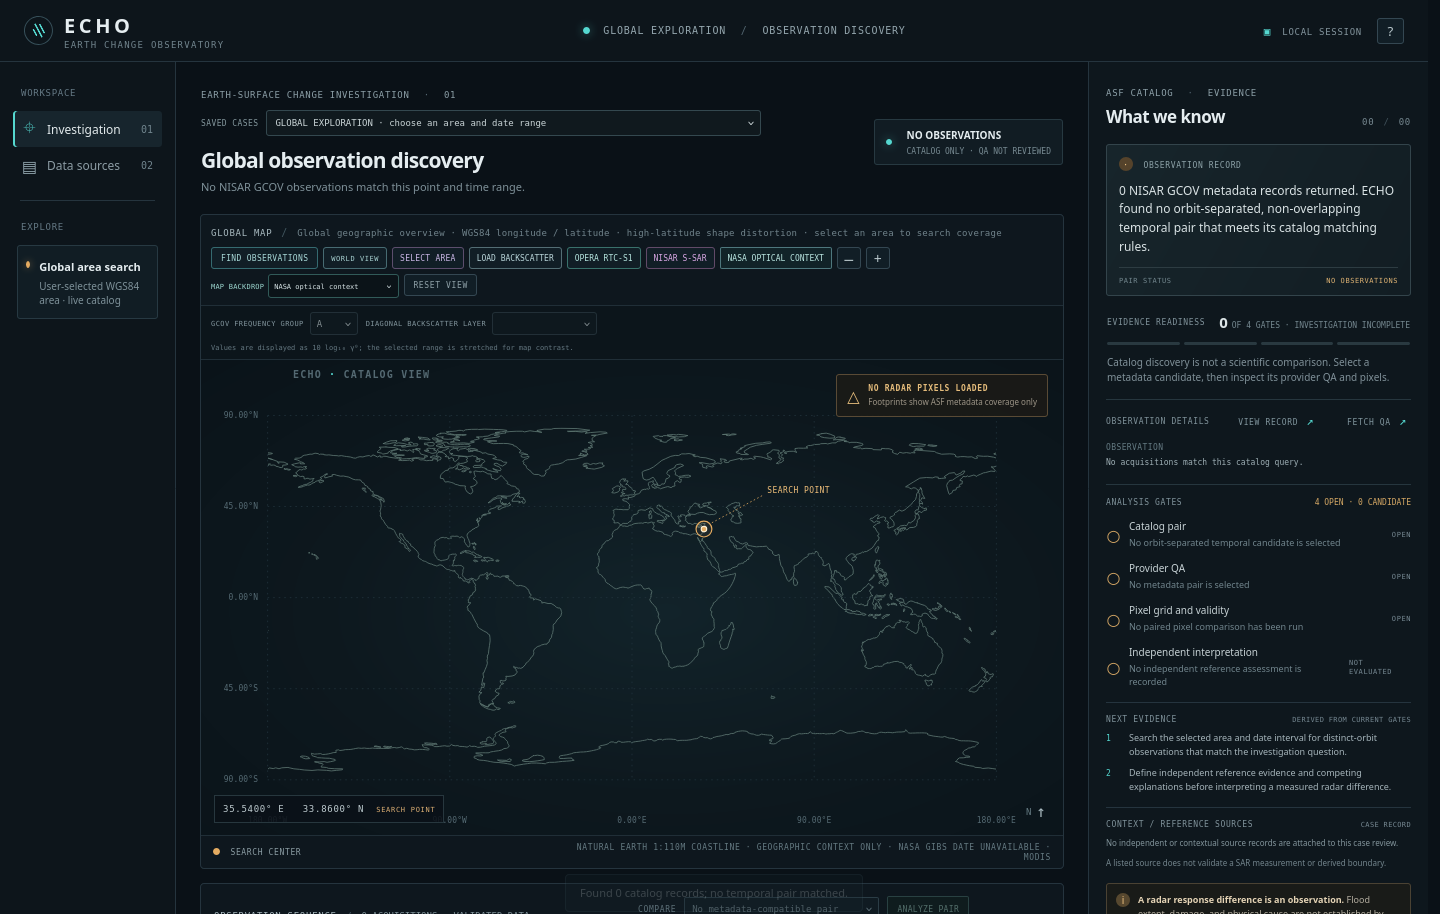 ECHO
EARTH CHANGE OBSERVATORY
GLOBAL EXPLORATION / OBSERVATION DISCOVERY
LOCAL SESSION
?
WORKSPACE
Investigation 01
Data sources 02
EXPLORE
Global area search
User-selected WGS84
area · live catalog
EARTH-SURFACE CHANGE INVESTIGATION · 01
SAVED CASES GLOBAL EXPLORATION · choose an area and date range
Global observation discovery
No NISAR GCOV observations match this point and time range.
NO OBSERVATIONS
CATALOG ONLY · QA NOT REVIEWED
GLOBAL MAP / Global geographic overview · WGS84 longitude / latitude · high-latitude shape distortion · select an area to search coverage
FIND OBSERVATIONS WORLD VIEW SELECT AREA LOAD BACKSCATTER OPERA RTC-S1 NISAR S-SAR NASA OPTICAL CONTEXT — +
MAP BACKDROP NASA optical context RESET VIEW
GCOV FREQUENCY GROUP A DIAGONAL BACKSCATTER LAYER
Values are displayed as 10 log₁₀ γ⁰; the selected range is stretched for map contrast.
ECHO · CATALOG VIEW
NO RADAR PIXELS LOADED
Footprints show ASF metadata coverage only
90.00°N
SEARCH POINT
45.00°N
0.00°E
45.00°S
90.00°S
35.5400° E 33.8600° N SEARCH POINT
0.00°E
90.00°E
180.00°E
N ↑
SEARCH CENTER
NATURAL EARTH 1:110M COASTLINE · GEOGRAPHIC CONTEXT ONLY · NASA GIBS DATE UNAVAILABLE ·
MODIS
Found 0 catalog records; no temporal pair matched.
COMPARE No metadata-compatible pair ANALYZE PAIR
ASF CATALOG · EVIDENCE
What we know
00 / 00
OBSERVATION RECORD
0 NISAR GCOV metadata records returned. ECHO
found no orbit-separated, non-overlapping
temporal pair that meets its catalog matching
rules.
PAIR STATUS NO OBSERVATIONS
EVIDENCE READINESS 0 OF 4 GATES · INVESTIGATION INCOMPLETE
Catalog discovery is not a scientific comparison. Select a
metadata candidate, then inspect its provider QA and pixels.
OBSERVATION DETAILS VIEW RECORD ↗ FETCH QA ↗
OBSERVATION
No acquisitions match this catalog query.
ANALYSIS GATES 4 OPEN · 0 CANDIDATE
Catalog pair
No orbit-separated temporal candidate is selected
OPEN
Provider QA
No metadata pair is selected
OPEN
Pixel grid and validity
No paired pixel comparison has been run
OPEN
Independent interpretation
No independent reference assessment is
recorded
NOT
EVALUATED
NEXT EVIDENCE DERIVED FROM CURRENT GATES
1 Search the selected area and date interval for distinct-orbit
observations that match the investigation question.
2 Define independent reference evidence and competing
explanations before interpreting a measured radar difference.
CONTEXT / REFERENCE SOURCES CASE RECORD
No independent or contextual source records are attached to this case review.
A listed source does not validate a SAR measurement or derived boundary.
i A radar response difference is an observation. Flood